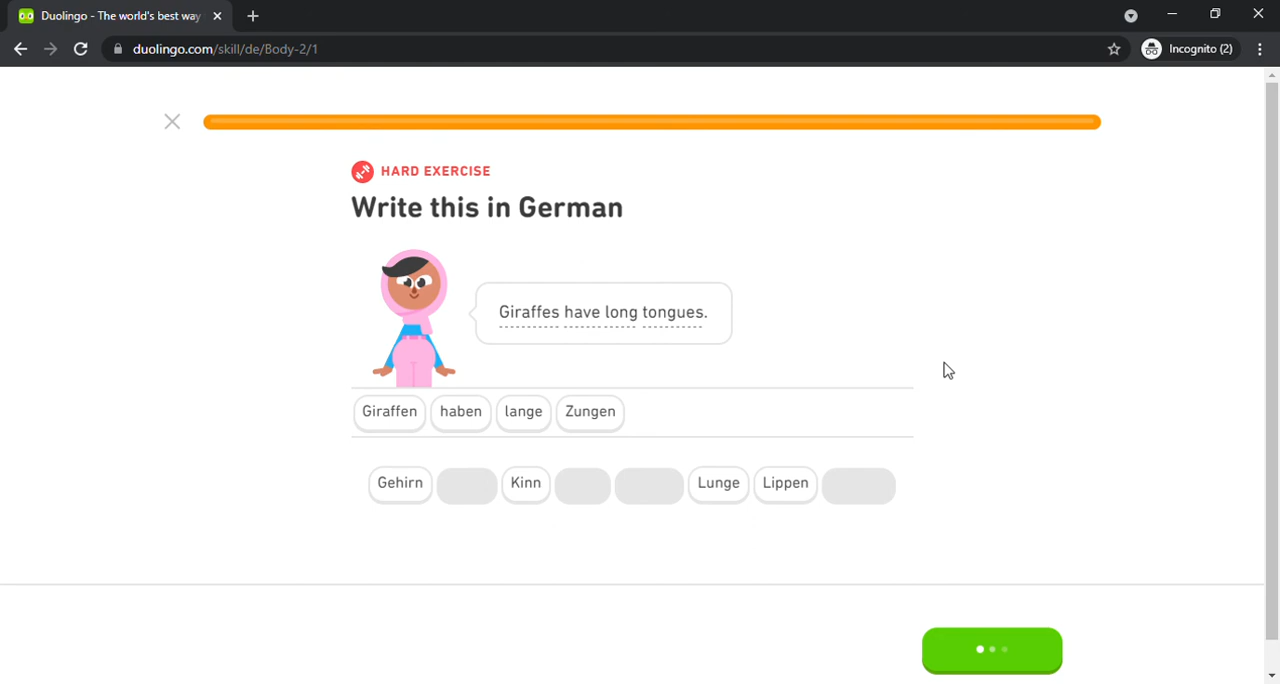 Duolingo - The world's best way
duolingo.com/skill/de/Body-2/1
Incognito (2)
HARD EXERCISE
Write this in German
Giraffes have long tongues.
Giraffen haben lange Zungen
Gehirn Kinn Lunge Lippen